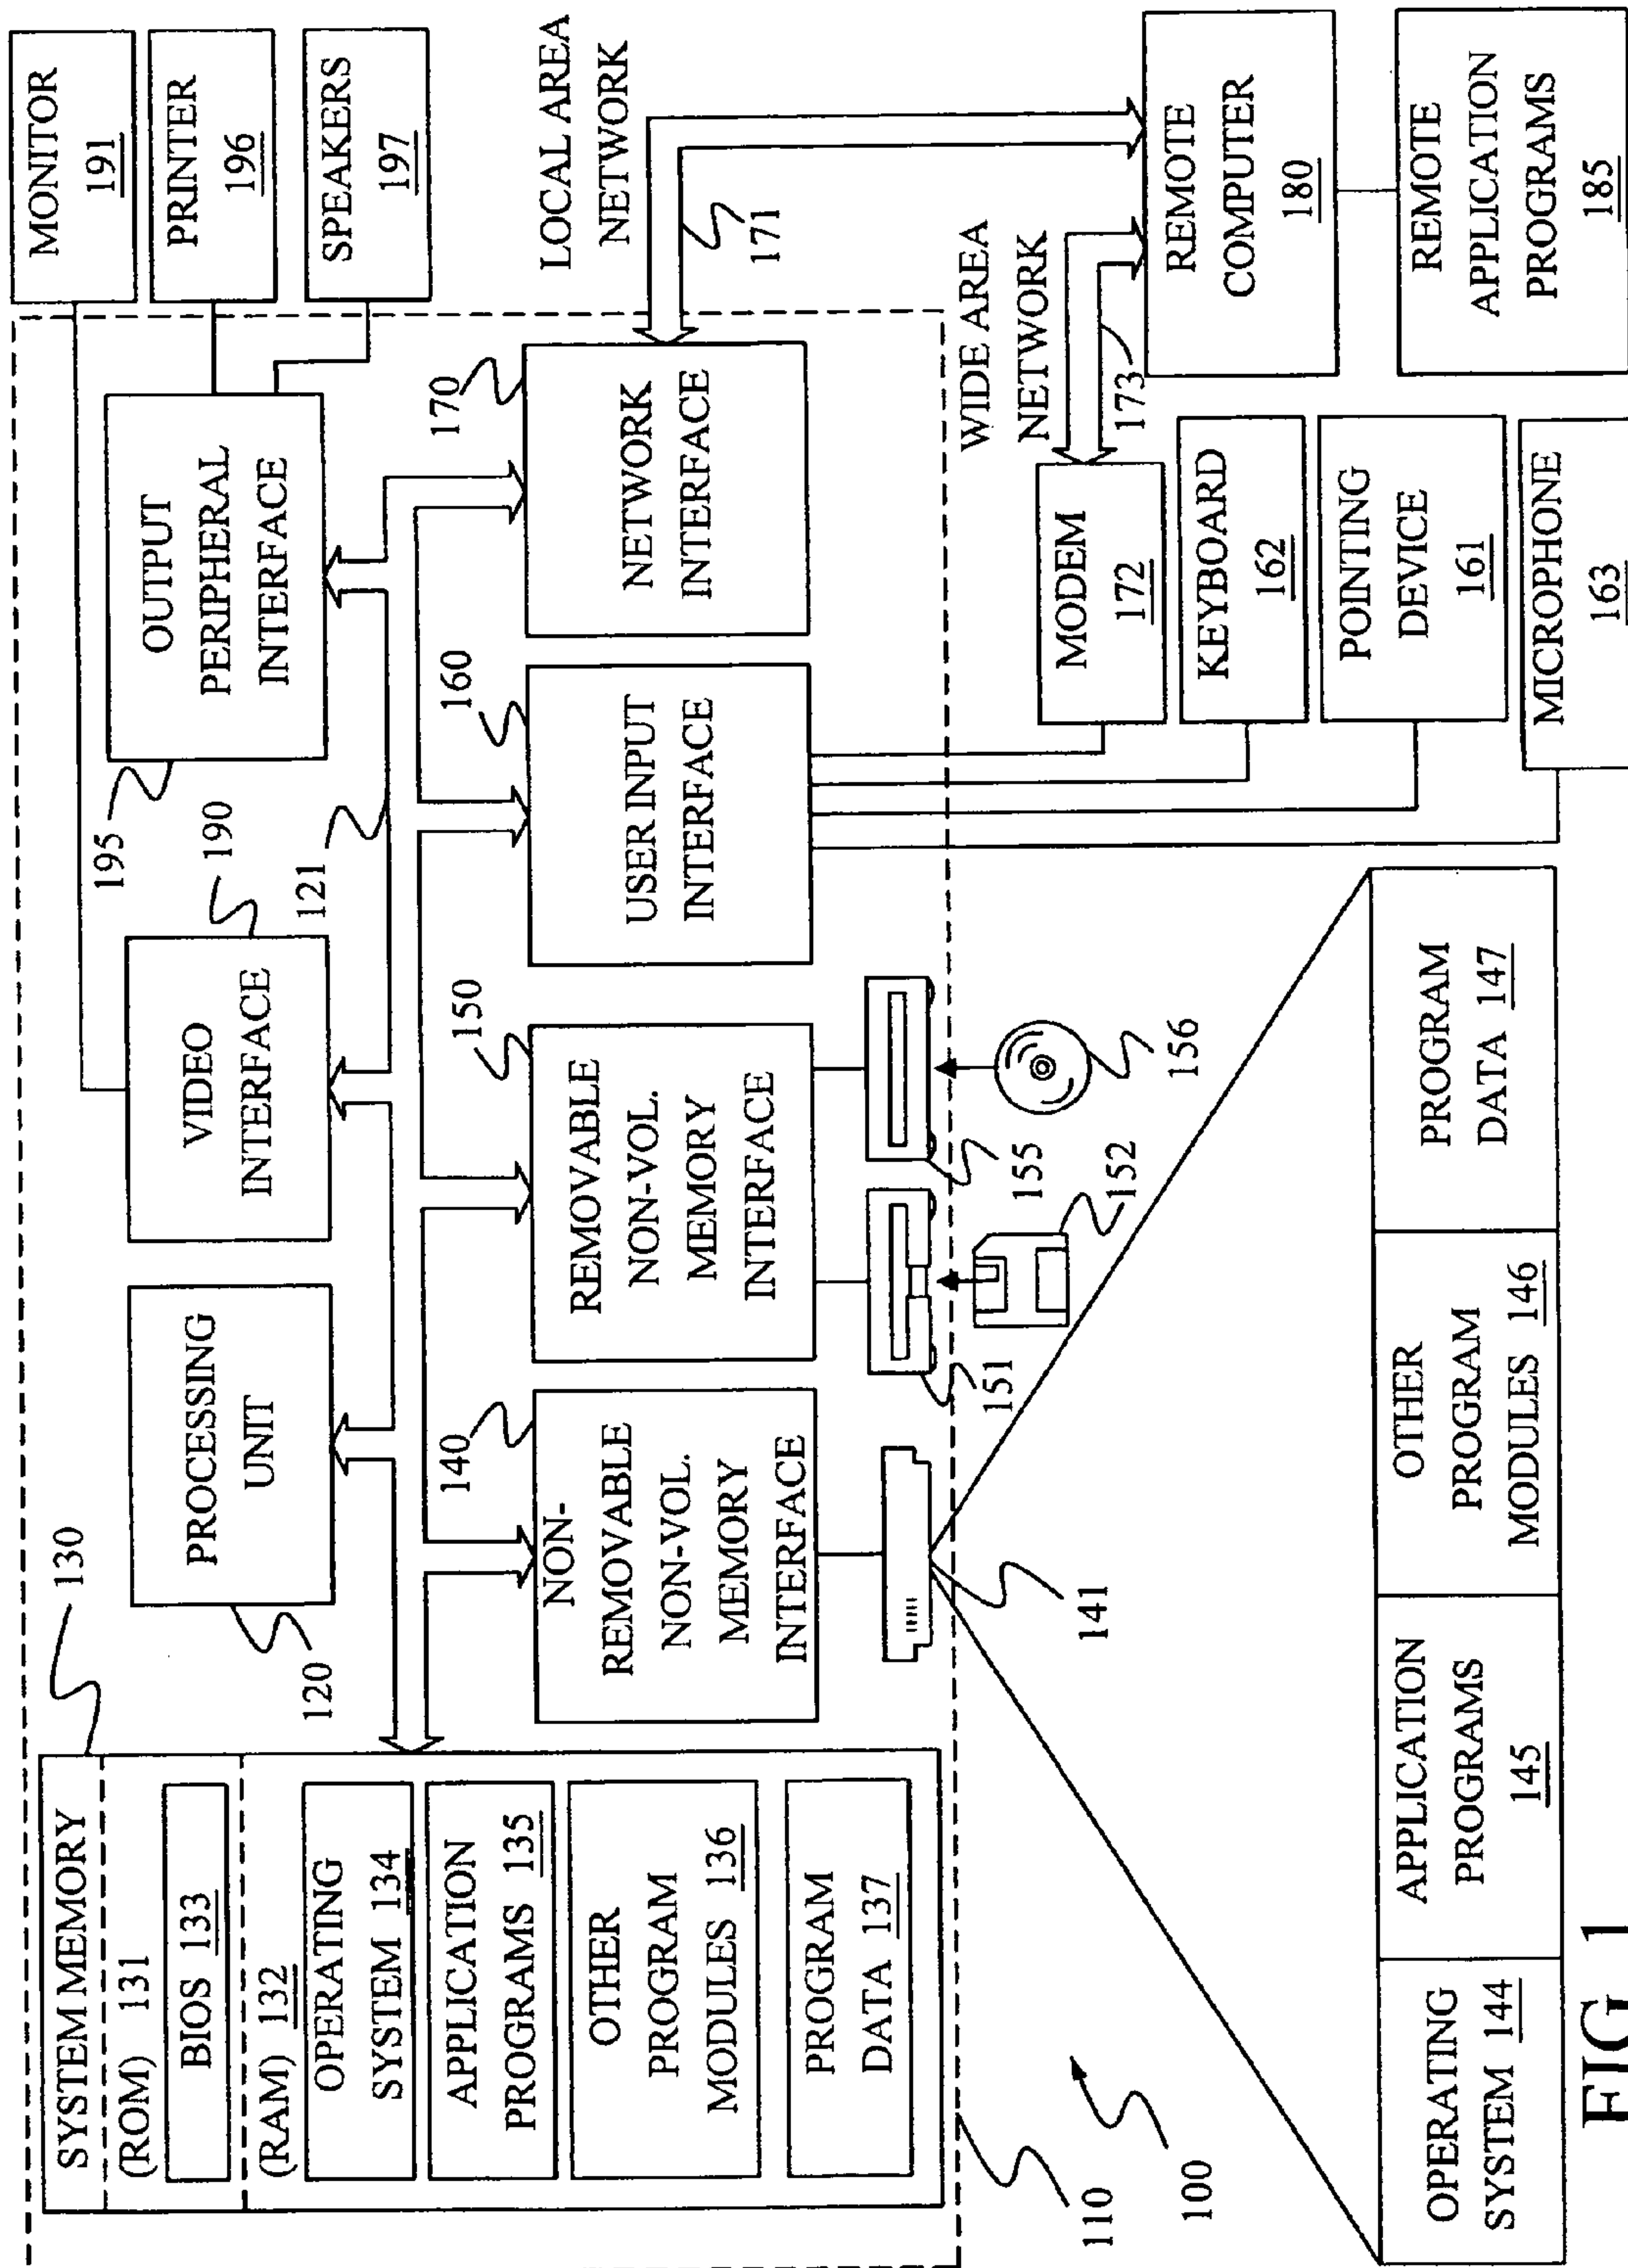 SYSTEM MEMORY
(ROM) 131
BIOS 133
(RAM) 132
OPERATING
SYSTEM 134
APPLICATION
PROGRAMS 135
OTHER
PROGRAM
MODULES 136
PROGRAM
DATA 137
130
120
PROCESSING
UNIT
VIDEO
INTERFACE
190
121
195
OUTPUT
PERIPHERAL
INTERFACE
MONITOR
191
PRINTER
196
SPEAKERS
197
140
NON-
REMOVABLE
NON-VOL.
MEMORY
INTERFACE
150
REMOVABLE
NON-VOL.
MEMORY
INTERFACE
160
USER INPUT
INTERFACE
170
NETWORK
INTERFACE
LOCAL AREA
NETWORK
171
WIDE AREA
NETWORK
173
141
151
152
155
156
MODEM
172
KEYBOARD
162
POINTING
DEVICE
161
MICROPHONE
163
REMOTE
COMPUTER
180
REMOTE
APPLICATION
PROGRAMS
185
110
100
OPERATING
SYSTEM 144
APPLICATION
PROGRAMS
145
OTHER
PROGRAM
MODULES 146
PROGRAM
DATA 147
FIG. 1